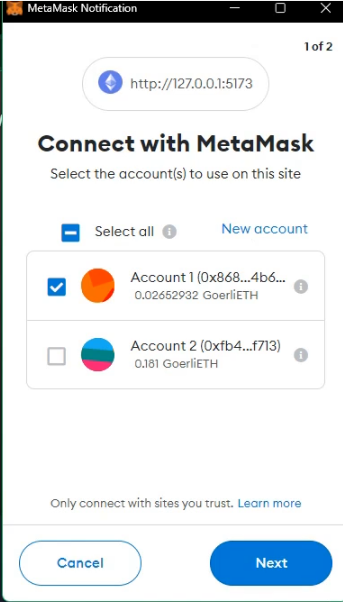 MetaMask Notification
1 of 2
http://127.0.0.1:5173
Connect with MetaMask
Select the account(s) to use on this site
Select all
New account
Account 1 (0x868...4b6...
0.02652932 GoerliETH
Account 2 (0xfb4...f713)
0.181 GoerliETH
Only connect with sites you trust. Learn more
Cancel
Next